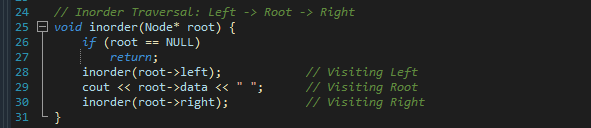 24 // Inorder Traversal: Left -> Root -> Right
25 void inorder(Node* root) {
26 if (root == NULL)
27 return;
28 inorder(root->left); // Visiting Left
29 cout << root->data << " "; // Visiting Root
30 inorder(root->right); // Visiting Right
31 }